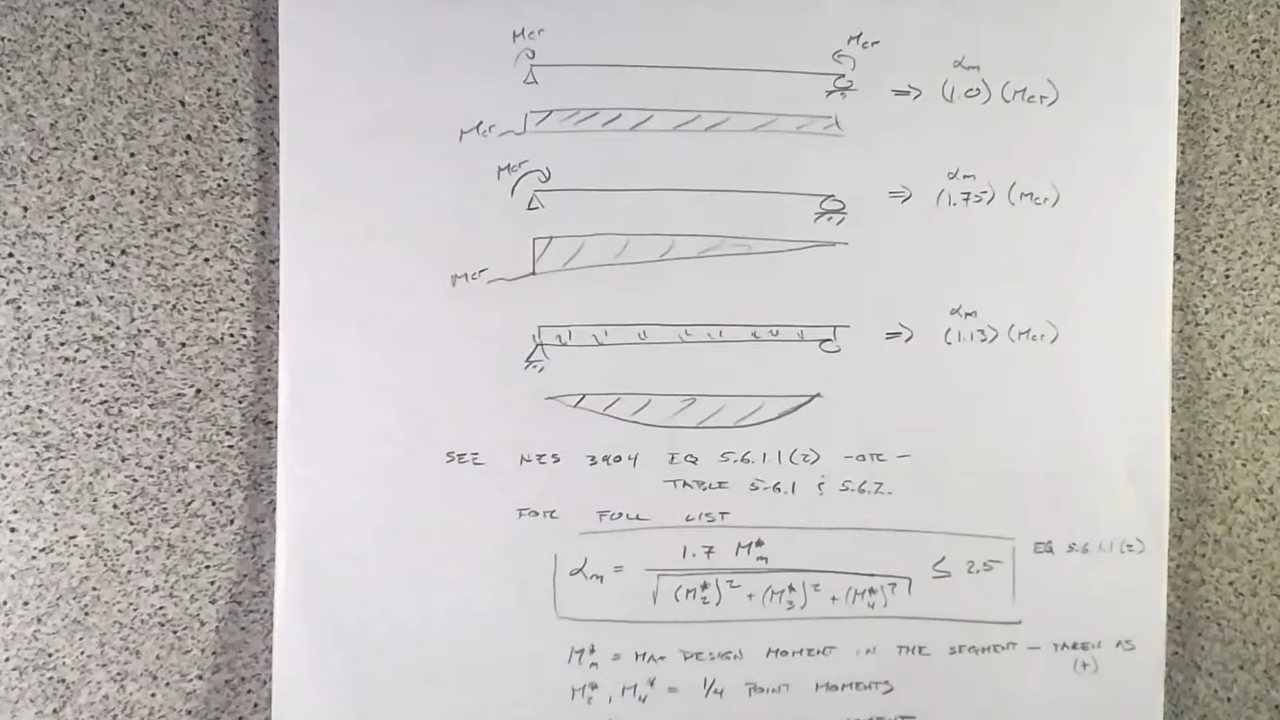 Mcr
Mcr
αm
⇒ (1.0) (Mcr)
Mcr
Mcr
αm
⇒ (1.75) (Mcr)
Mcr
αm
⇒ (1.13) (Mcr)
SEE NZS 3404 EQ 5.6.1.1(2) -OR-
TABLE 5.6.1 & 5.6.2.
FOR FULL LIST
αm = 1.7 M*m / √((M*2)² + (M*3)² + (M*4)²) ≤ 2.5
EQ 5.6.1.1(2)
M*m = MAX DESIGN MOMENT IN THE SEGMENT - TAKEN AS
(+)
M*2, M*4 = 1/4 POINT MOMENTS